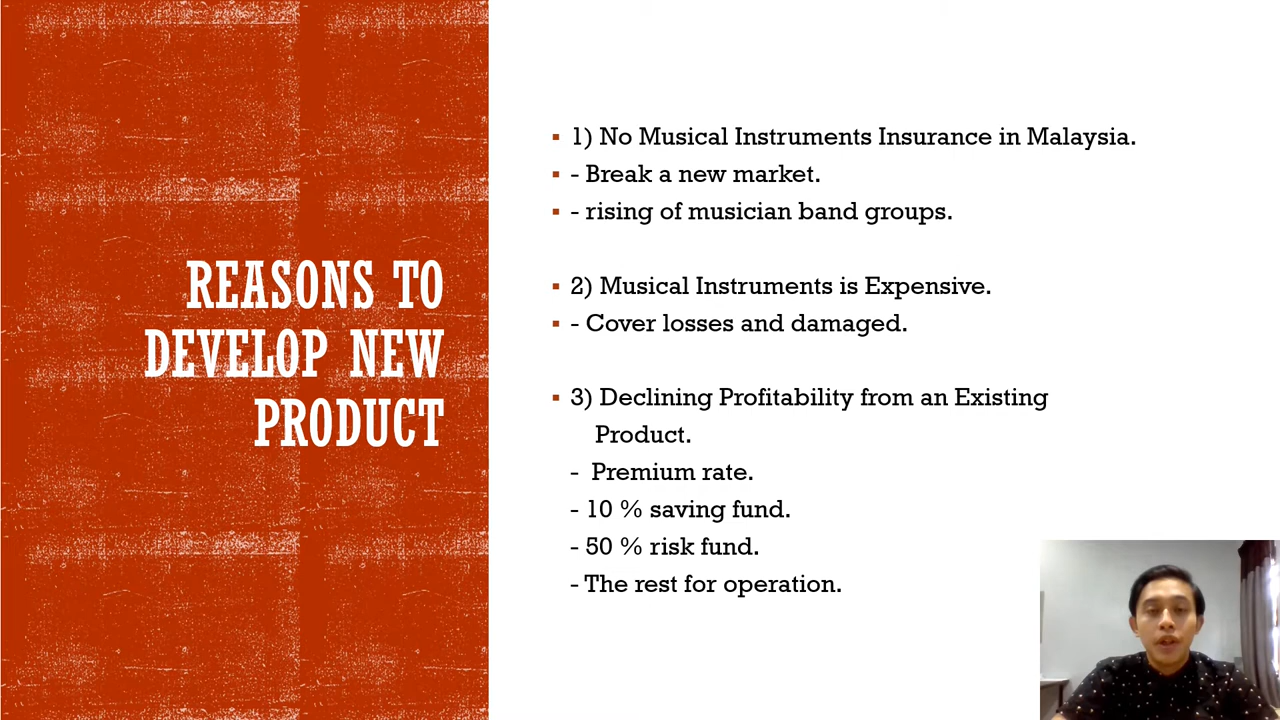 REASONS TO
DEVELOP NEW
PRODUCT
1) No Musical Instruments Insurance in Malaysia.
- Break a new market.
- rising of musician band groups.
2) Musical Instruments is Expensive.
- Cover losses and damaged.
3) Declining Profitability from an Existing
Product.
- Premium rate.
- 10 % saving fund.
- 50 % risk fund.
- The rest for operation.